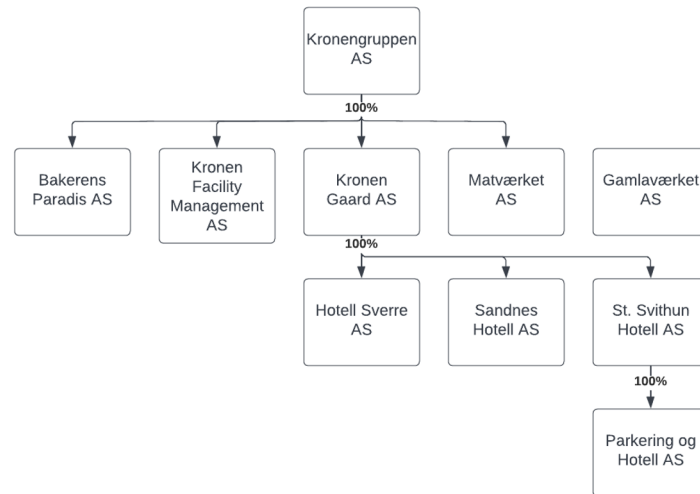 Kronengruppen
AS
100%
Bakerens
Paradis AS
Kronen
Facility
Management
AS
Kronen
Gaard AS
Matværket
AS
Gamlaværket
AS
100%
Hotell Sverre
AS
Sandnes
Hotell AS
St. Svithun
Hotell AS
100%
Parkering og
Hotell AS